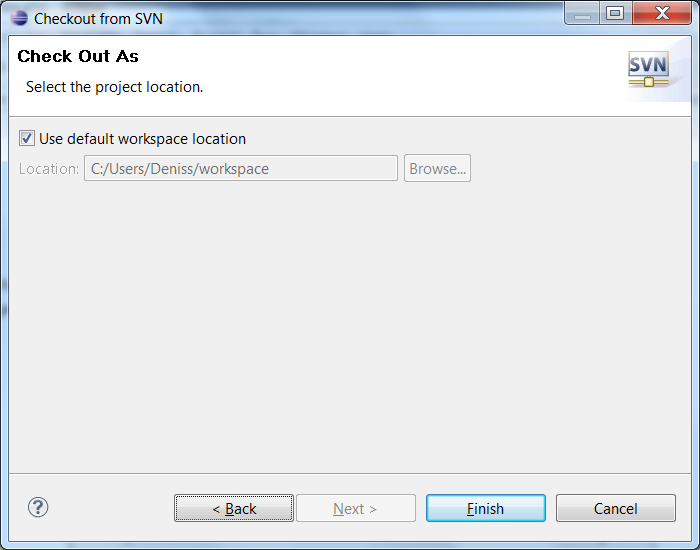 Checkout from SVN
Check Out As
Select the project location.
SVN
Use default workspace location
Location: C:/Users/Deniss/workspace Browse...
? < Back Next > Finish Cancel